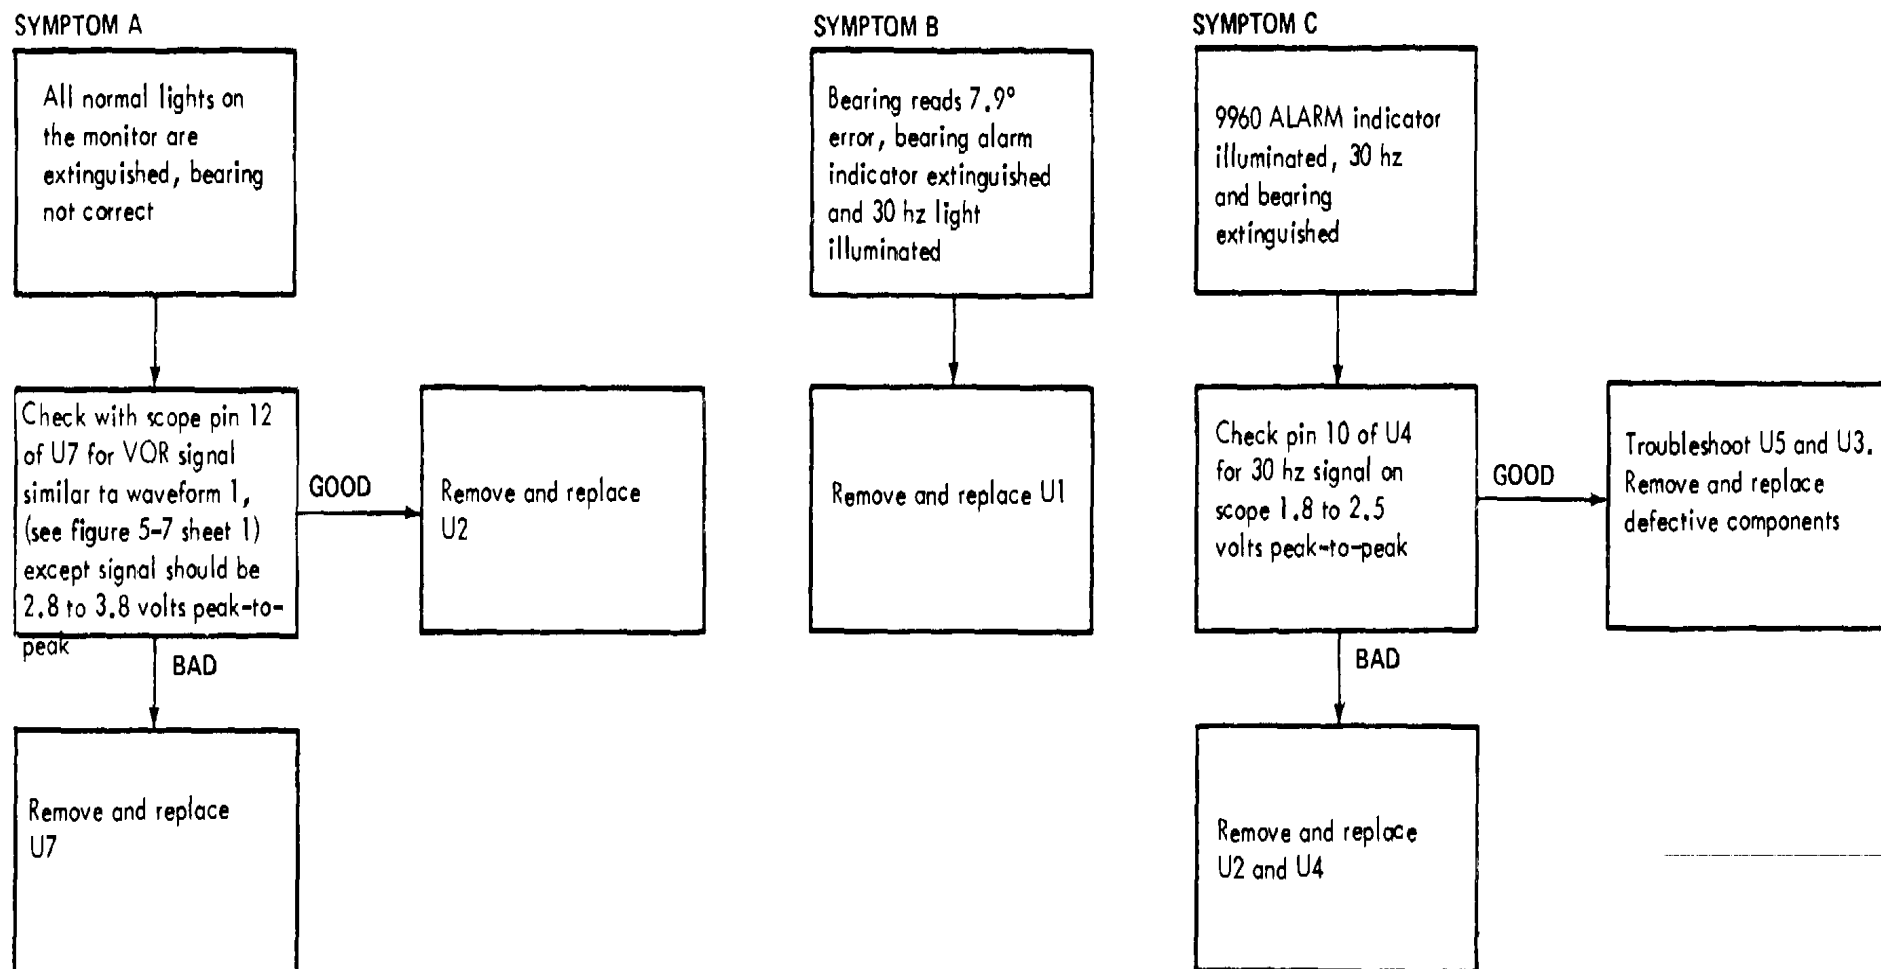 SYMPTOM A
All normal lights on
the monitor are
extinguished, bearing
not correct
Check with scope pin 12
of U7 for VOR signal
similar ta waveform 1,
(see figure 5-7 sheet 1)
except signal should be
2.8 to 3.8 volts peak-to-
peak
GOOD
Remove and replace
U2
BAD
Remove and replace
U7
SYMPTOM B
Bearing reads 7.9°
error, bearing alarm
indicator extinguished
and 30 hz light
illuminated
Remove and replace U1
SYMPTOM C
9960 ALARM indicator
illuminated, 30 hz
and bearing
extinguished
Check pin 10 of U4
for 30 hz signal on
scope 1.8 to 2.5
volts peak-to-peak
GOOD
Troubleshoot U5 and U3.
Remove and replace
defective components
BAD
Remove and replace
U2 and U4